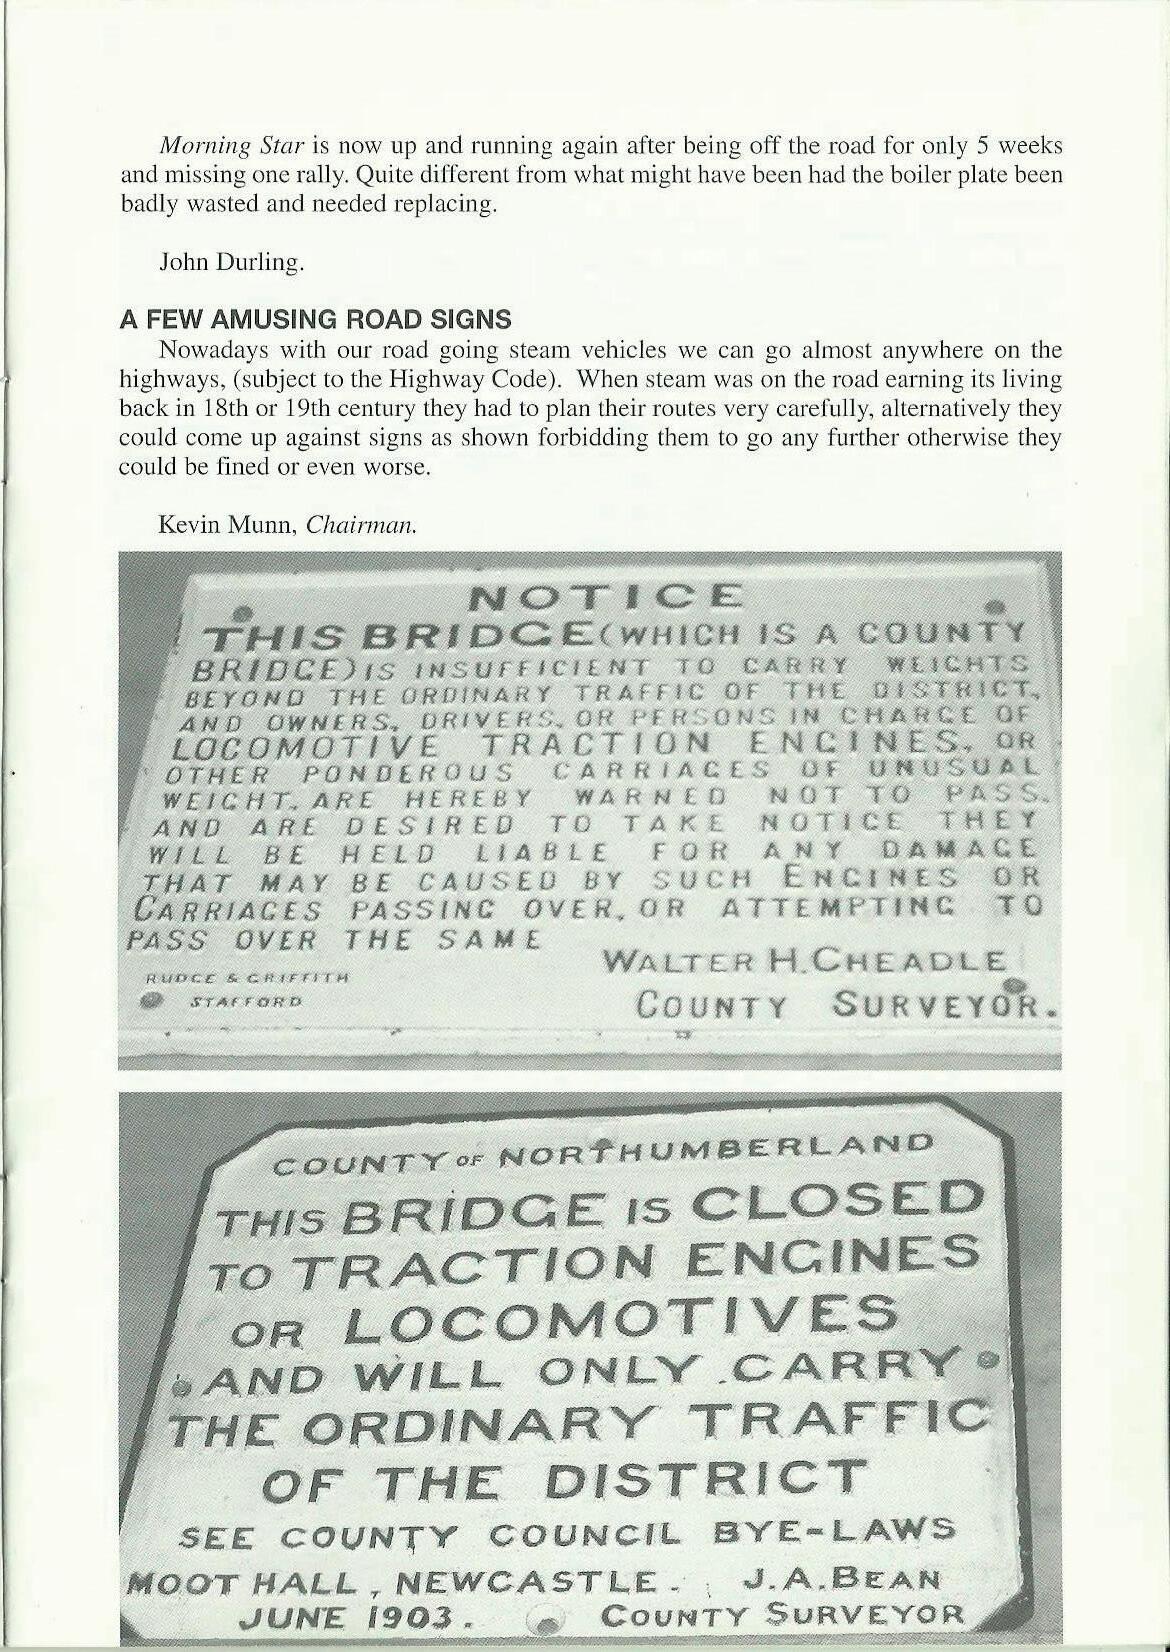 Morning Star is now up and running again after being off the road for only 5 weeks
and missing one rally. Quite different from what might have been had the boiler plate been
badly wasted and needed replacing.
John Durling.
A FEW AMUSING ROAD SIGNS
Nowadays with our road going steam vehicles we can go almost anywhere on the
highways, (subject to the Highway Code). When steam was on the road earning its living
back in 18th or 19th century they had to plan their routes very carefully, alternatively they
could come up against signs as shown forbidding them to go any further otherwise they
could be fined or even worse.
Kevin Munn, Chairman.
NOTICE
THIS BRIDGE (WHICH IS A COUNTY
BRIDGE) IS INSUFFICIENT TO CARRY WEIGHTS
BEYOND THE ORDINARY TRAFFIC OF THE DISTRICT,
AND OWNERS, DRIVERS, OR PERSONS IN CHARGE OF
LOCOMOTIVE TRACTION ENGINES, OR
OTHER PONDEROUS CARRIAGES OF UNUSUAL
WEIGHT, ARE HEREBY WARNED NOT TO PASS,
AND ARE DESIRED TO TAKE NOTICE THEY
WILL BE HELD LIABLE FOR ANY DAMAGE
THAT MAY BE CAUSED BY SUCH ENGINES OR
CARRIAGES PASSING OVER, OR ATTEMPTING TO
PASS OVER THE SAME
WALTER H. CHEADLE
COUNTY SURVEYOR.
RUDGE & GRIFFITH
STAFFORD
COUNTY OF NORTHUMBERLAND
THIS BRIDGE IS CLOSED
TO TRACTION ENGINES
OR LOCOMOTIVES
AND WILL ONLY CARRY
THE ORDINARY TRAFFIC
OF THE DISTRICT
SEE COUNTY COUNCIL BYE-LAWS
MOOT HALL, NEWCASTLE. J.A.BEAN
JUNE 1903. COUNTY SURVEYOR